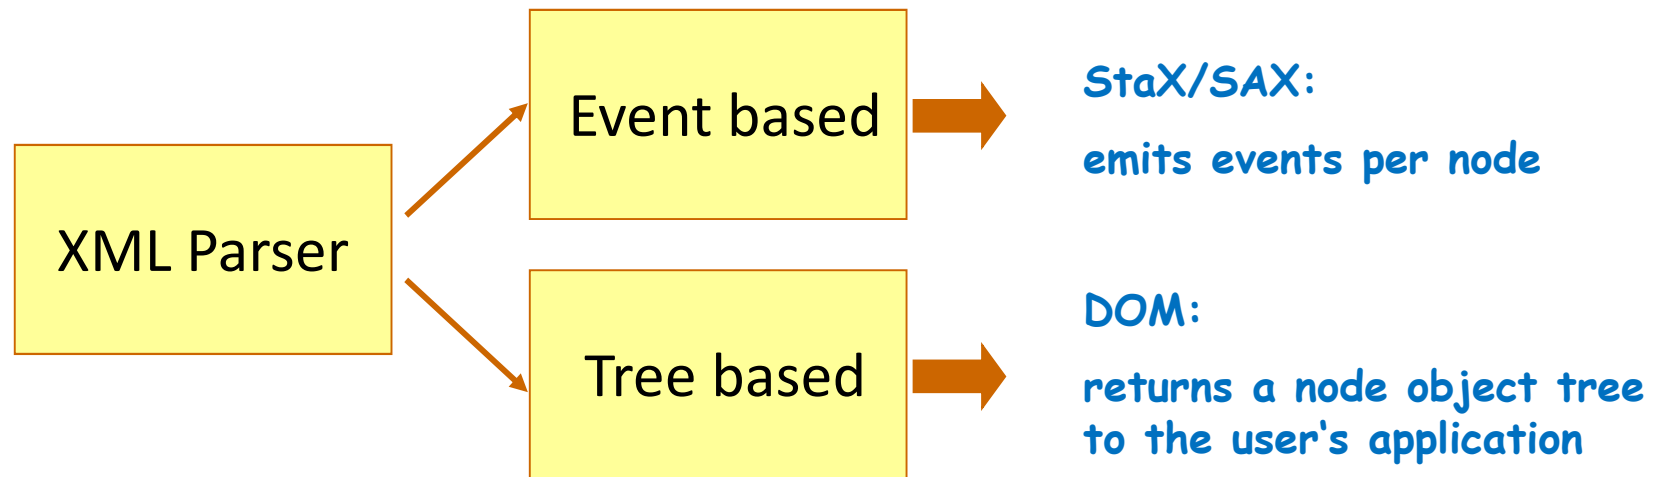 XML Parser
Event based
StaX/SAX:
emits events per node
Tree based
DOM:
returns a node object tree
to the user‘s application